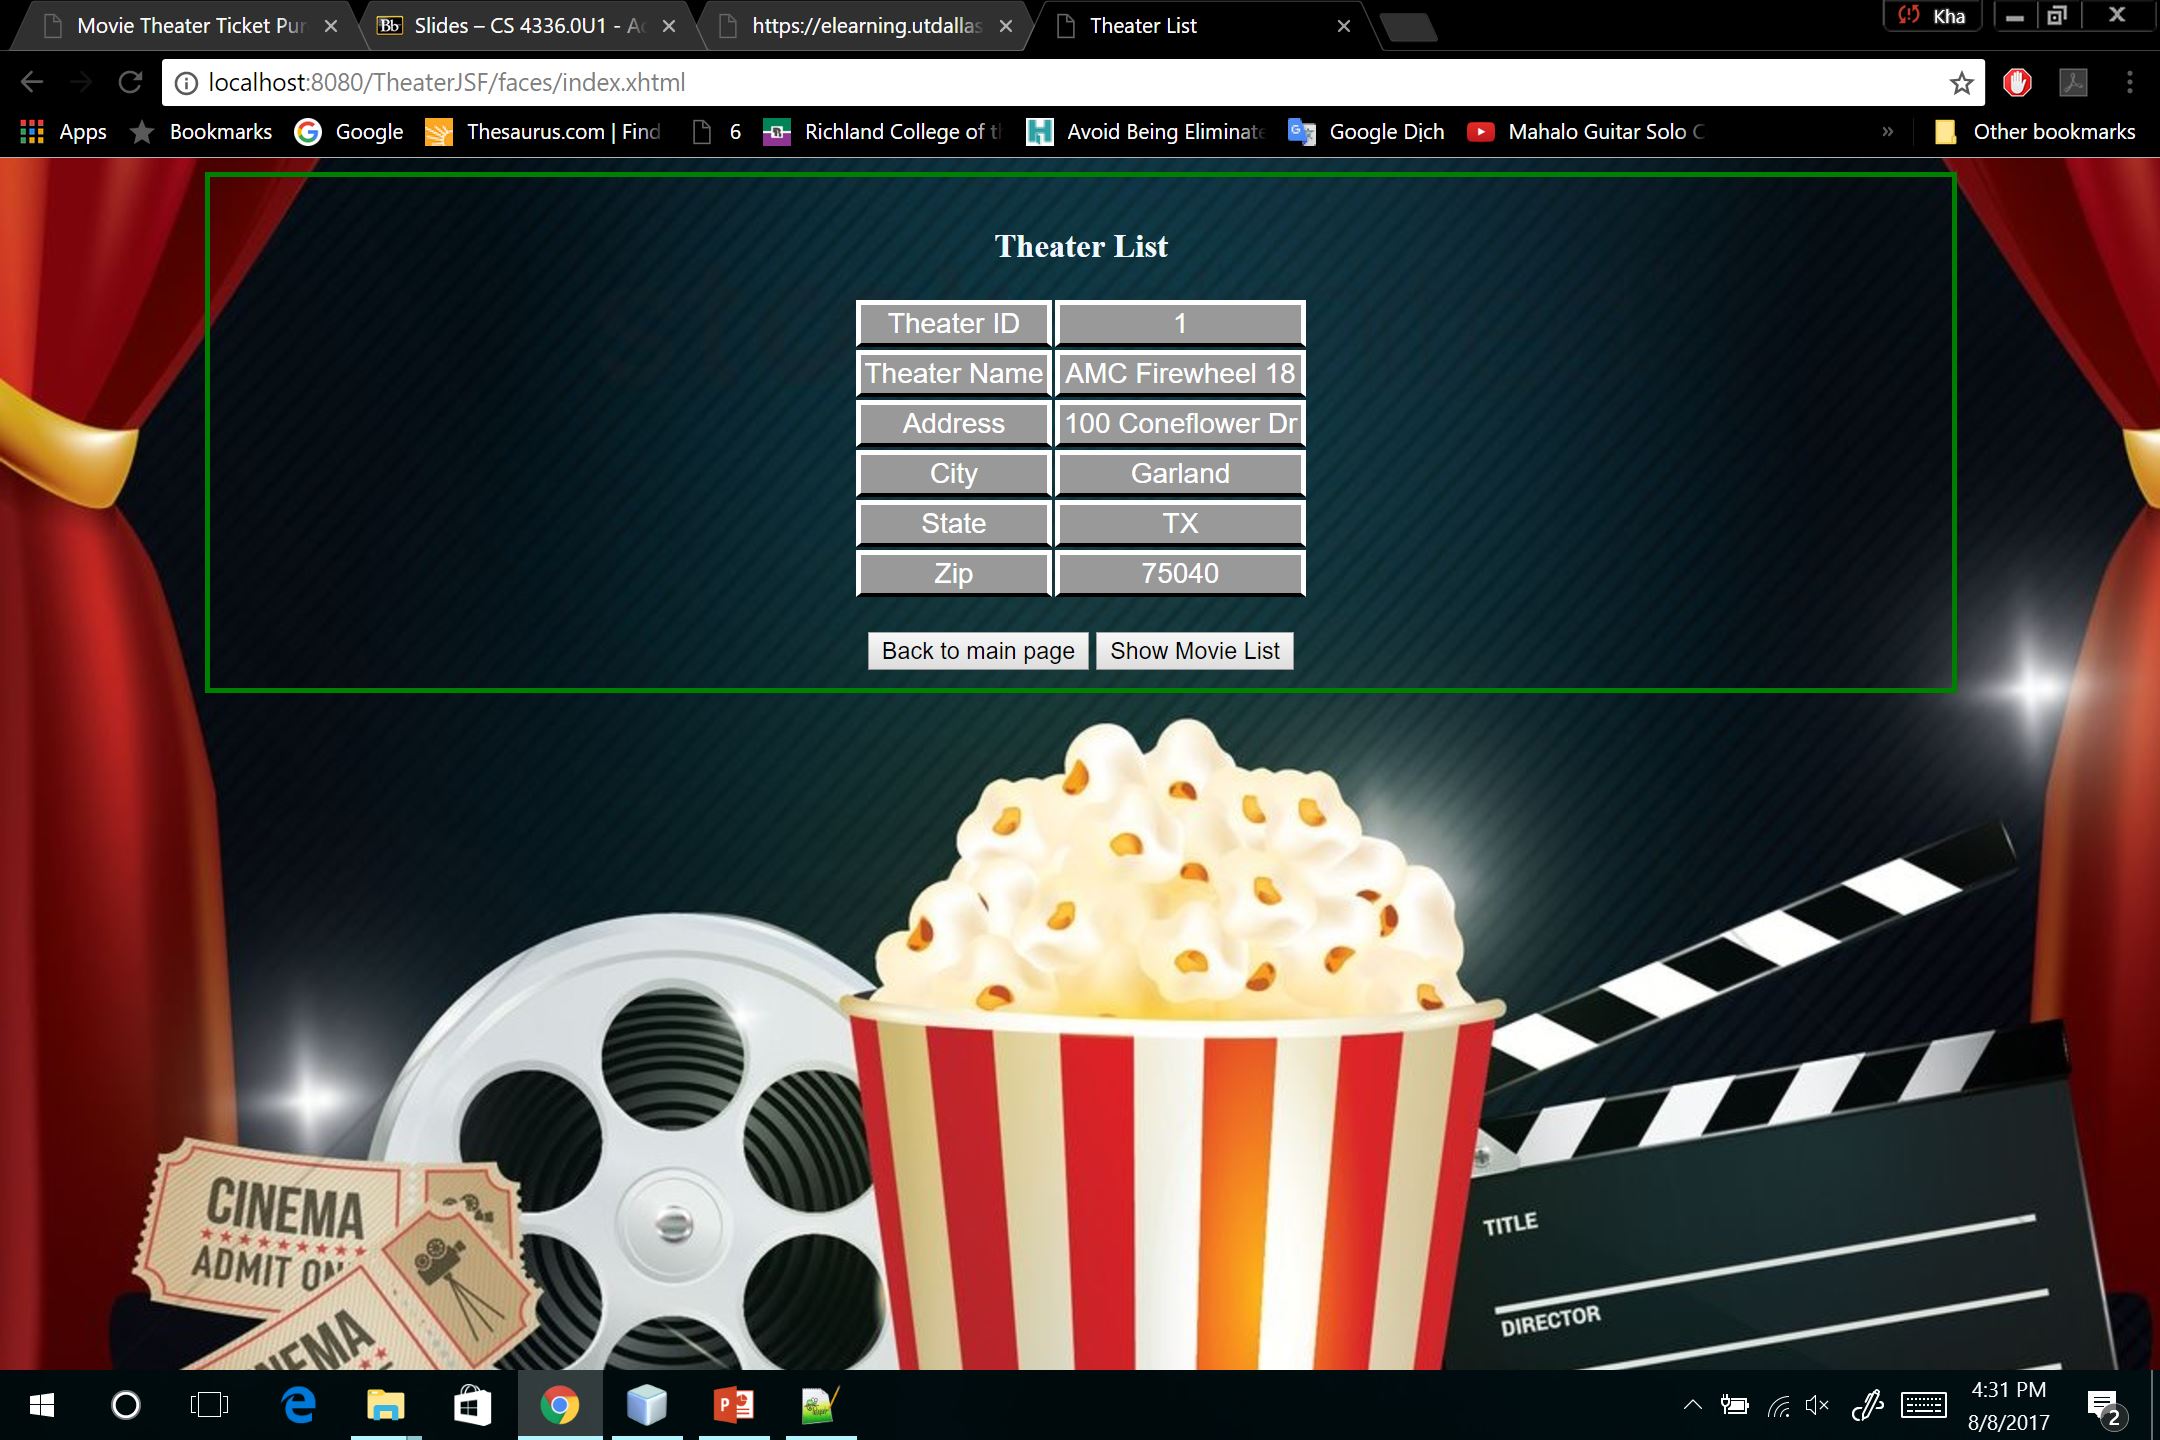 Movie Theater Ticket Pur
Slides – CS 4336.0U1 - Ac
https://elearning.utdallas
Theater List
Kha
localhost:8080/TheaterJSF/faces/index.xhtml
Apps
Bookmarks
Google
Thesaurus.com | Find
6
Richland College of th
Avoid Being Eliminate
Google Dịch
Mahalo Guitar Solo C
Other bookmarks
Theater List
Theater ID 1
Theater Name AMC Firewheel 18
Address 100 Coneflower Dr
City Garland
State TX
Zip 75040
Back to main page Show Movie List
CINEMA
ADMIT ON
NEMA
TITLE
DIRECTOR
4:31 PM
8/8/2017
2